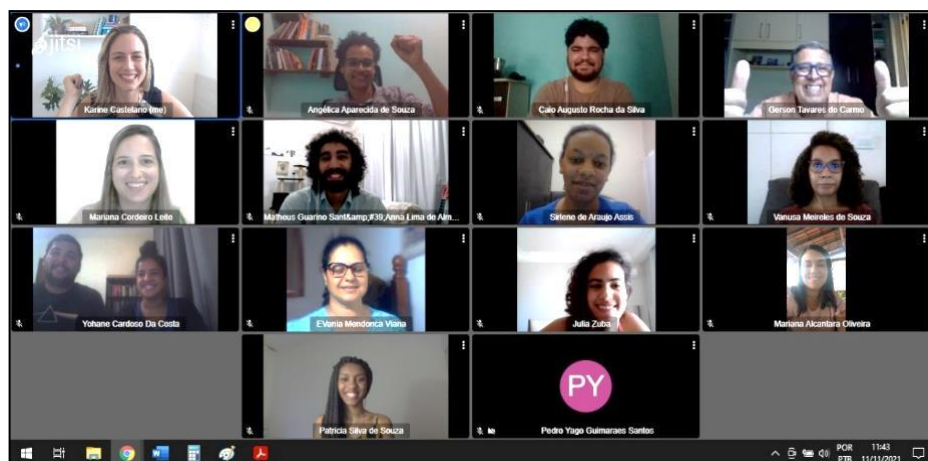 jitsi
Karine Castelano (me)
Angélica Aparecida de Souza
Caio Augusto Rocha da Silva
Gerson Tavares do Carmo
Mariana Cordeiro Leite
Matheus Guarino Sant&amp;#39;Anna Lima de Alm...
Sirlene de Araujo Assis
Vanusa Meireles de Souza
Yohane Cardoso Da Costa
EVania Mendonca Viana
Julia Zuba
Mariana Alcantara Oliveira
Patricia Silva de Souza
PY
Pedro Yago Guimaraes Santos
POR
11:43
PTB
11/11/2021